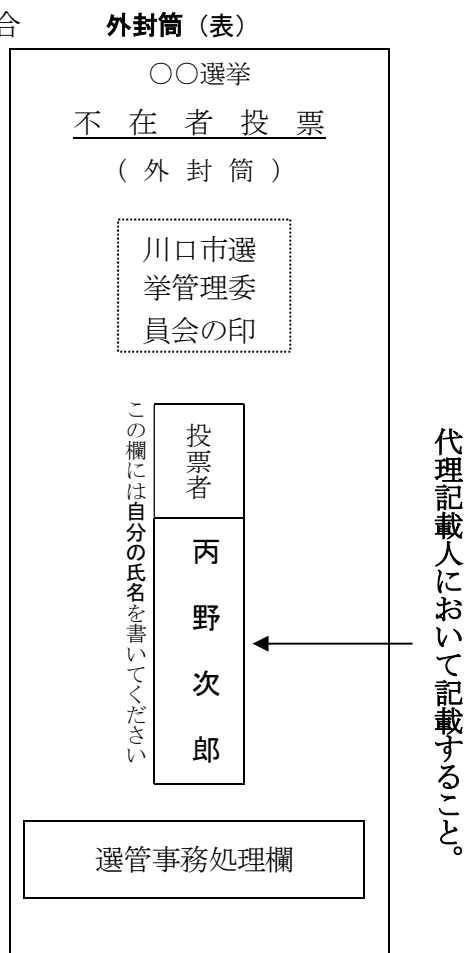 合
外封筒（表）
〇〇選挙
不在者投票
（外封筒）
川口市選
挙管理委
員会の印
投票者
丙野次郎
この欄には自分の氏名を書いてください
代理記載人において記載すること。
選管事務処理欄